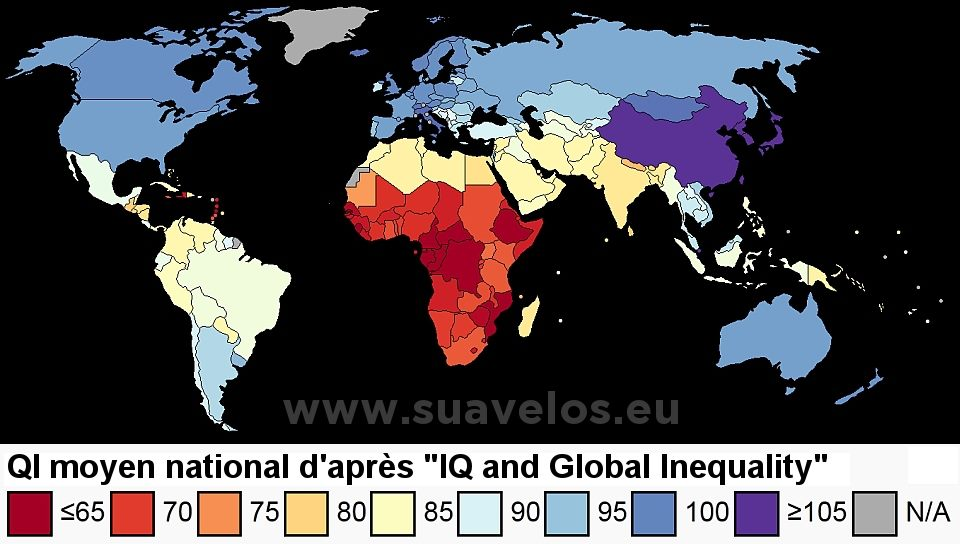 www.suavelos.eu
QI moyen national d'après "IQ and Global Inequality"
≤65 70 75 80 85 90 95 100 ≥105 N/A